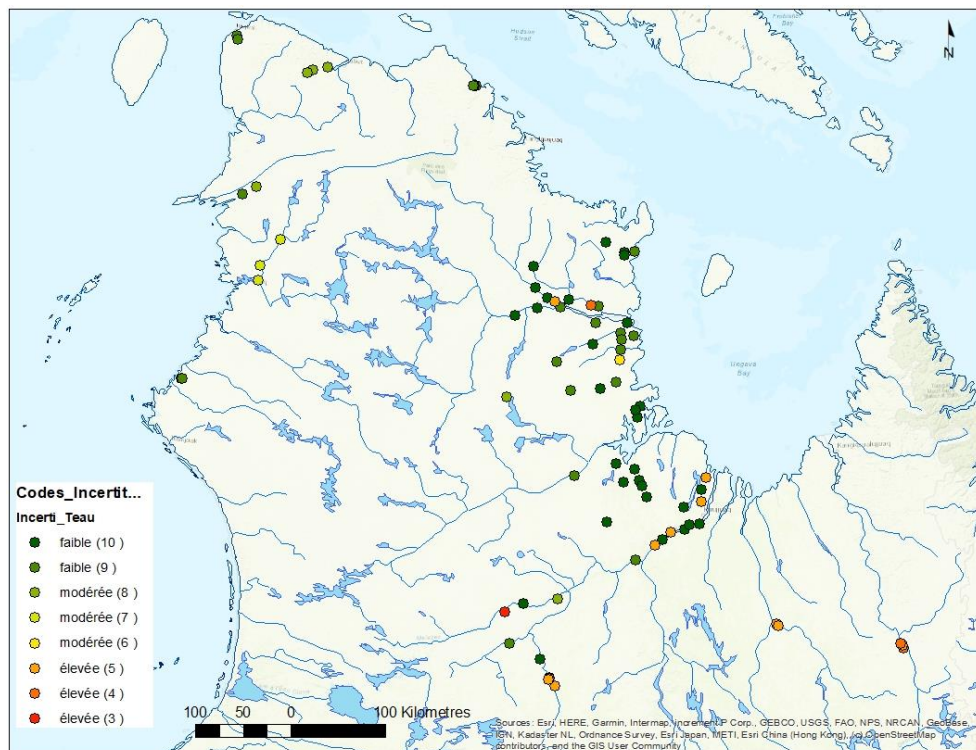 Hudson
Strait
N
Ungava
Bay
Codes_Incertit...
Incerti_Teau
faible (10 )
faible (9 )
modérée (8 )
modérée (7 )
modérée (6 )
élevée (5 )
élevée (4 )
élevée (3 )
100 50 0 100 Kilometres
Sources: Esri, HERE, Garmin, Intermap, increment P Corp., GEBCO, USGS, FAO, NPS, NRCAN, GeoBase,
IGN, Kadaster NL, Ordnance Survey, Esri Japan, METI, Esri China (Hong Kong), (c) OpenStreetMap
contributors, and the GIS User Community